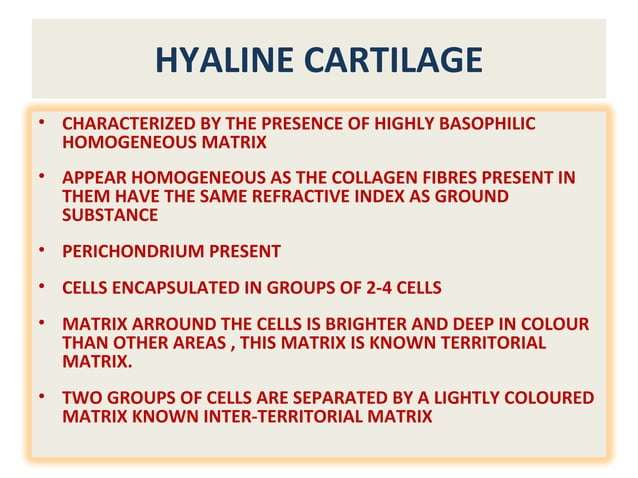 HYALINE CARTILAGE
• CHARACTERIZED BY THE PRESENCE OF HIGHLY BASOPHILIC
HOMOGENEOUS MATRIX
• APPEAR HOMOGENEOUS AS THE COLLAGEN FIBRES PRESENT IN
THEM HAVE THE SAME REFRACTIVE INDEX AS GROUND
SUBSTANCE
• PERICHONDRIUM PRESENT
• CELLS ENCAPSULATED IN GROUPS OF 2-4 CELLS
• MATRIX ARROUND THE CELLS IS BRIGHTER AND DEEP IN COLOUR
THAN OTHER AREAS , THIS MATRIX IS KNOWN TERRITORIAL
MATRIX.
• TWO GROUPS OF CELLS ARE SEPARATED BY A LIGHTLY COLOURED
MATRIX KNOWN INTER-TERRITORIAL MATRIX